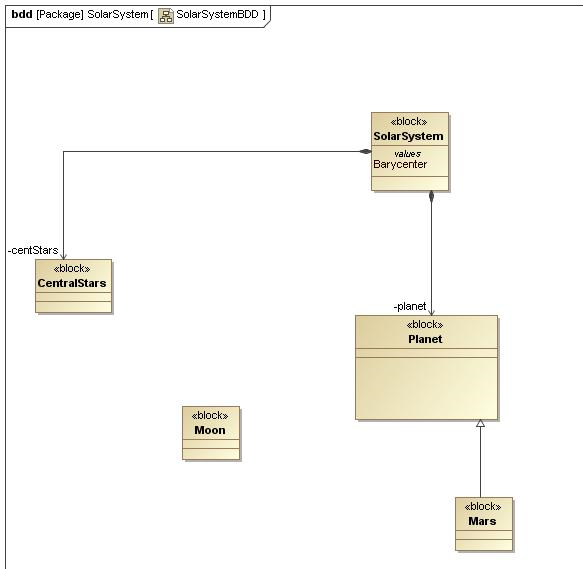 bdd [Package] SolarSystem [ SolarSystemBDD ]
«block»
SolarSystem
values
Barycenter
-centStars
«block»
CentralStars
-planet
«block»
Planet
«block»
Moon
«block»
Mars